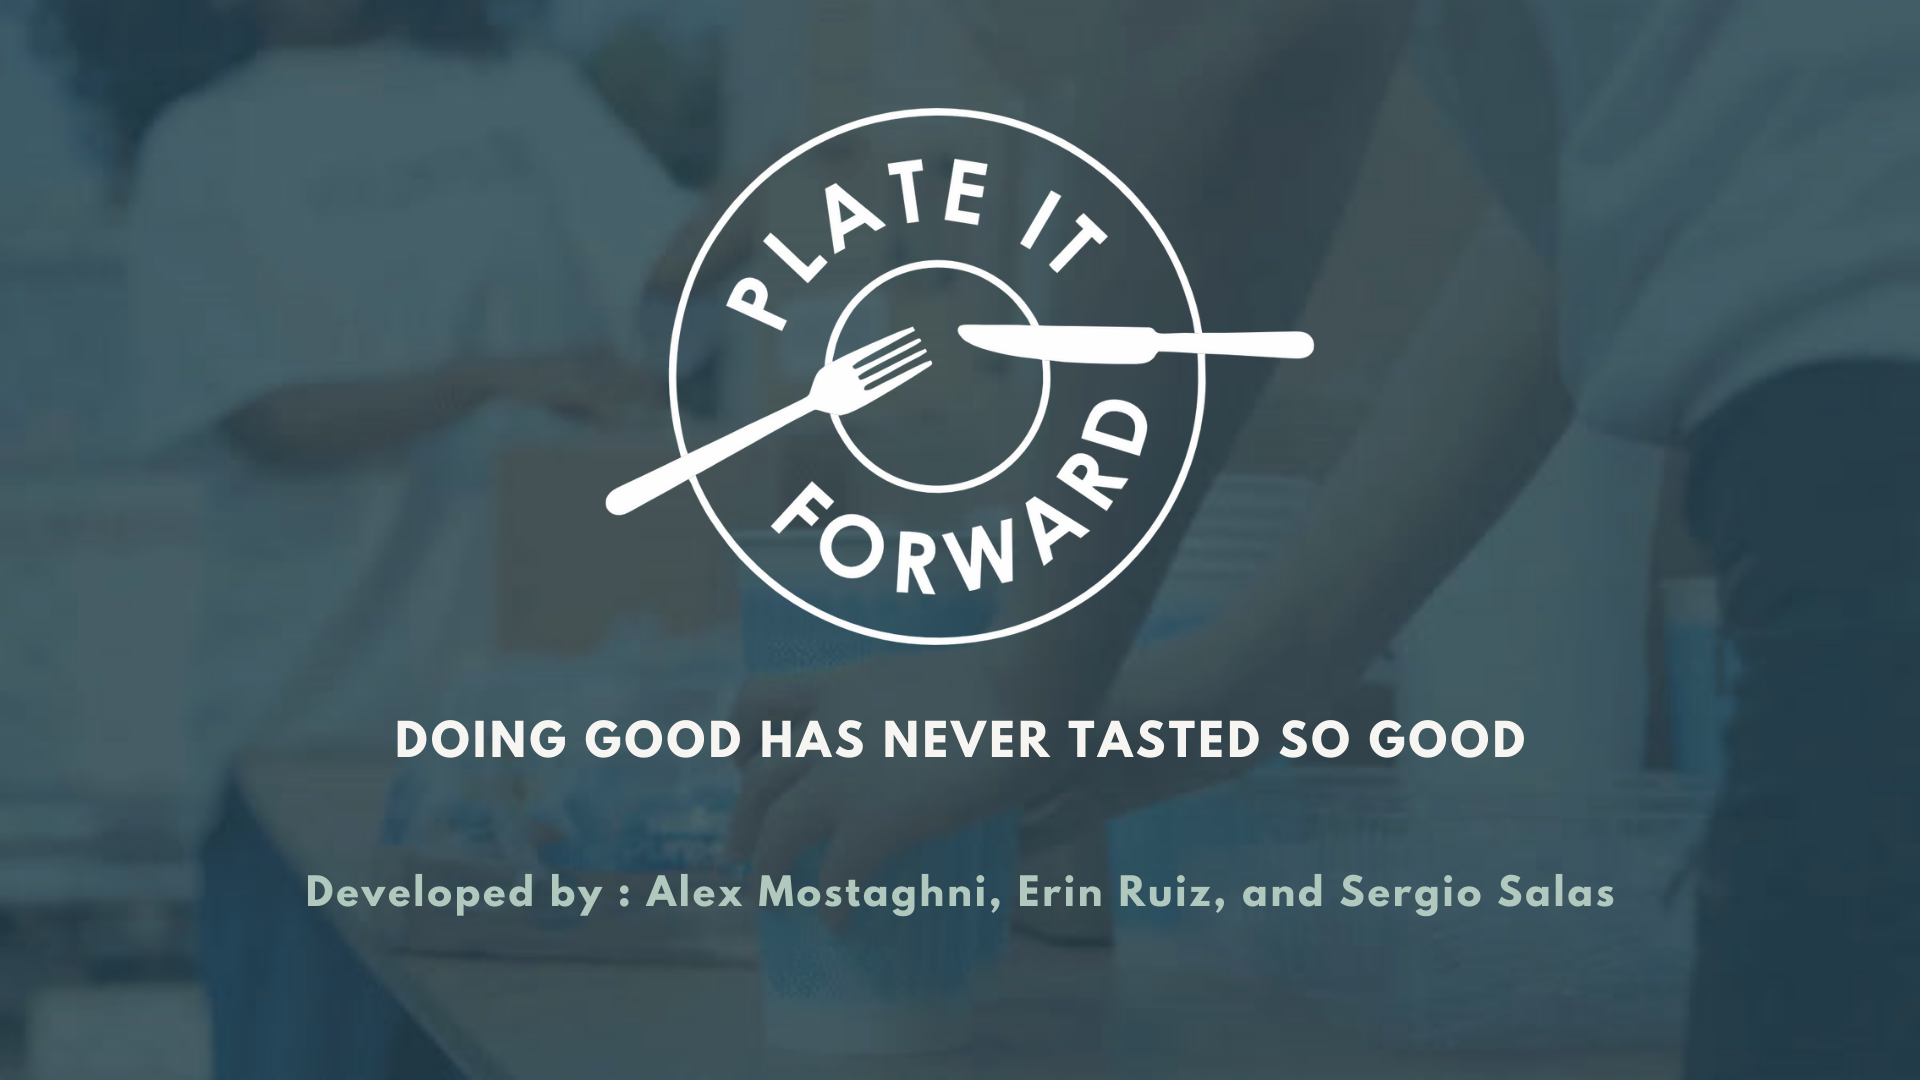 PLATE IT
FORWARD
DOING GOOD HAS NEVER TASTED SO GOOD
Developed by : Alex Mostaghni, Erin Ruiz, and Sergio Salas